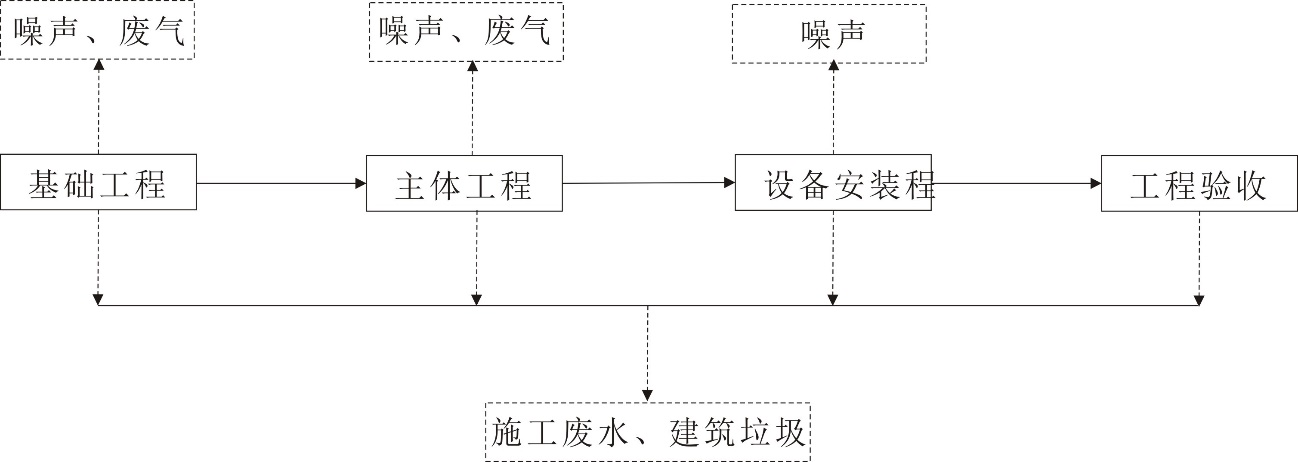 噪声、废气
噪声、废气
噪声
基础工程
主体工程
设备安装程
工程验收
施工废水、建筑垃圾